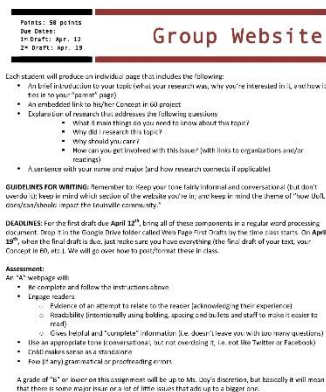 Points: 50 points
Due Dates:
1st Draft: Apr. 12
2nd Draft: Apr. 19
Group Website
Each student will produce an individual page that includes the following:
• An brief introduction to your topic (what your research was, why you're interested in it, and how it
ties in to your "parent" page)
• An embedded link to his/her Concept in 60 project
• Explanation of research that addresses the following questions
• What 3 main things do you need to know about this topic?
• Why did I research this topic?
• Why should you care?
• How can you get involved with this issue? (with links to organizations and/or
readings)
• A sentence with your name and major (and how research connects if applicable)
GUIDELINES FOR WRITING: Remember to: Keep your tone fairly informal and conversational (but don't
overdo it); keep in mind which section of the website you're in; and keep in mind the theme of "how UofL
does/can/should impact the Louisville community."
DEADLINES: For the first draft due April 12th, bring all of these components in a regular word processing
document. Drop it in the Google Drive folder called Web Page First Drafts by the time class starts. On April
19th, when the final draft is due, just make sure you have everything (the final draft of your text, your
Concept in 60, etc.). We will go over how to post/format these in class.
Assessment:
An "A" webpage will:
• Be complete and follow the instructions above
• Engage readers
o Evidence of an attempt to relate to the reader (acknowledging their experience)
o Readability (intentionally using bolding, spacing and bullets and staff to make it easier to
read)
o Gives helpful and "complete" information (i.e. doesn't leave you with too many questions)
• Use an appropriate tone (conversational, but not overdoing it, i.e. not like Twitter or Facebook)
• Cin60 makes sense as a standalone
• Few (if any) grammatical or proofreading errors
A grade of "B" or lower on this assignment will be up to Ms. Day's discretion, but basically it will mean
that there is some major issue or a lot of little issues that add up to a bigger one.